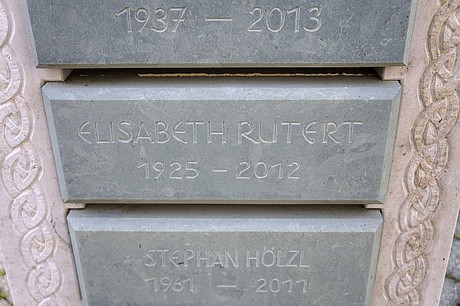 1937 – 2013
ELISABETH RUTERT
1925 – 2012
STEPHAN HÖLZL
1961 – 2011